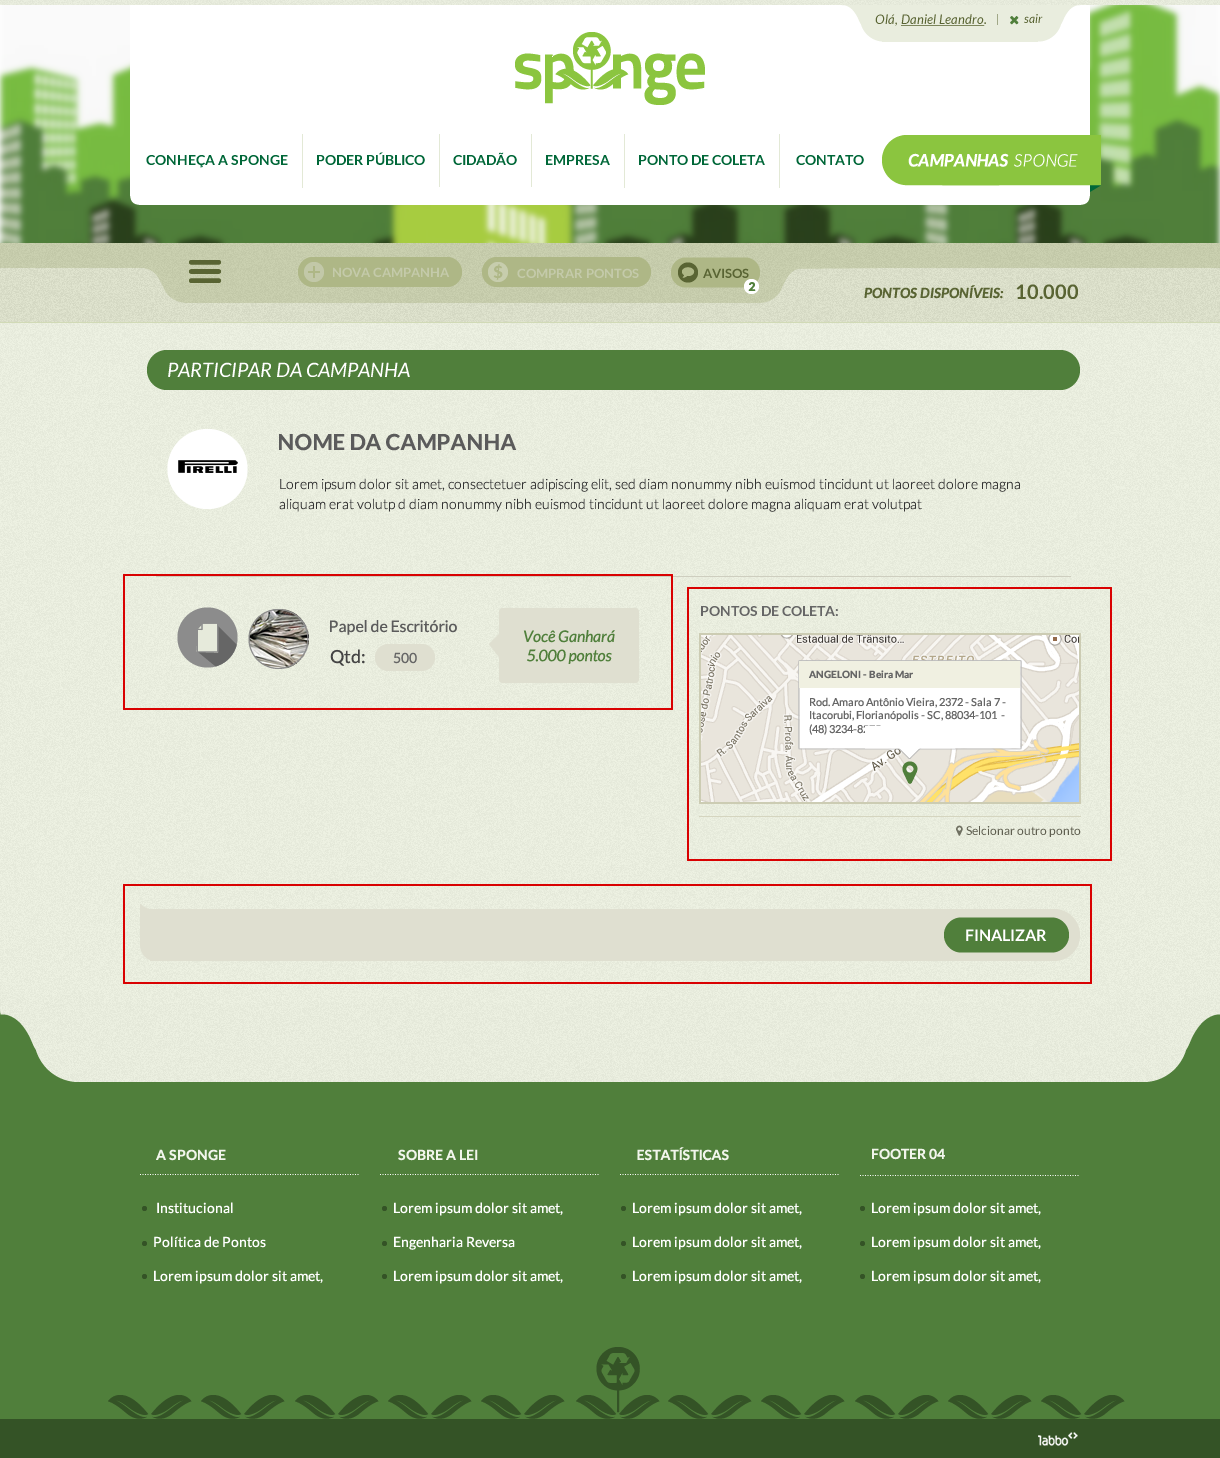 Olá, Daniel Leandro.
sair
sponge
CONHEÇA A SPONGE
PODER PÚBLICO
CIDADÃO
EMPRESA
PONTO DE COLETA
CONTATO
CAMPANHAS SPONGE
NOVA CAMPANHA
COMPRAR PONTOS
AVISOS
2
PONTOS DISPONÍVEIS: 10.000
PARTICIPAR DA CAMPANHA
PIRELLI
NOME DA CAMPANHA
Lorem ipsum dolor sit amet, consectetuer adipiscing elit, sed diam nonummy nibh euismod tincidunt ut laoreet dolore magna
aliquam erat volutp d diam nonummy nibh euismod tincidunt ut laoreet dolore magna aliquam erat volutpat
Papel de Escritório
Qtd: 500
Você Ganhará
5.000 pontos
PONTOS DE COLETA:
Estadual de Trânsito...
ESTREITO
ANGELONI - Beira Mar
Rod. Amaro Antônio Vieira, 2372 - Sala 7 -
Itacorubi, Florianópolis - SC, 88034-101 -
(48) 3234-8
José do Patrocínio
R. Santos Saraiva
R. Profa. Áurea Cruz
Av. Go
Selcionar outro ponto
FINALIZAR
A SPONGE
Institucional
Política de Pontos
Lorem ipsum dolor sit amet,
SOBRE A LEI
Lorem ipsum dolor sit amet,
Engenharia Reversa
Lorem ipsum dolor sit amet,
ESTATÍSTICAS
Lorem ipsum dolor sit amet,
Lorem ipsum dolor sit amet,
Lorem ipsum dolor sit amet,
FOOTER 04
Lorem ipsum dolor sit amet,
Lorem ipsum dolor sit amet,
Lorem ipsum dolor sit amet,
labbo